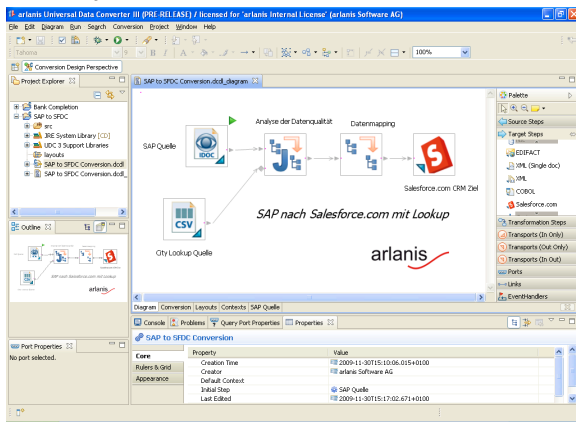 arlanis Universal Data Converter III (PRE-RELEASE) / licensed for 'arlanis Internal License' (arlanis Software AG)
File Edit Diagram Run Segrch Conversion Project Window Help
Tahoma
9
B I A
100%
Conversion Design Perspective
Project Explorer
Bank Completion
SAP to SFDC
src
JRE System Library [CD]
UDC 3 Support Libraries
layouts
SAP to SFDC Conversion.dcdl
SAP to SFDC Conversion.dcdl_
Outline
Port Properties
No port selected.
SAP to SFDC Conversion.dcdl_diagram
SAP Quelle
IDOC
Analyse der Datenqualität
Datenmapping
Salesforce.com CRM Ziel
CSV
City Lookup Quelle
SAP nach Salesforce.com mit Lookup
arlanis
Diagram Conversion Layouts Contexts SAP Quelle
Palette
Source Steps
Target Steps
EDIFACT
XML (Single doc)
XML
COBOL
Salesforce.com
Transformation Steps
Transports (In Only)
Transports (Out Only)
Transports (In Out)
Ports
Links
EventHandlers
Console Problems Query Port Properties Properties
SAP to SFDC Conversion
Core
Rulers & Grid
Appearance
Property Value
Creation Time 2009-11-30T15:10:06.015+0100
Creator arlanis Software AG
Default Context
Initial Step SAP Quelle
Last Edited 2009-11-30T15:17:02.671+0100